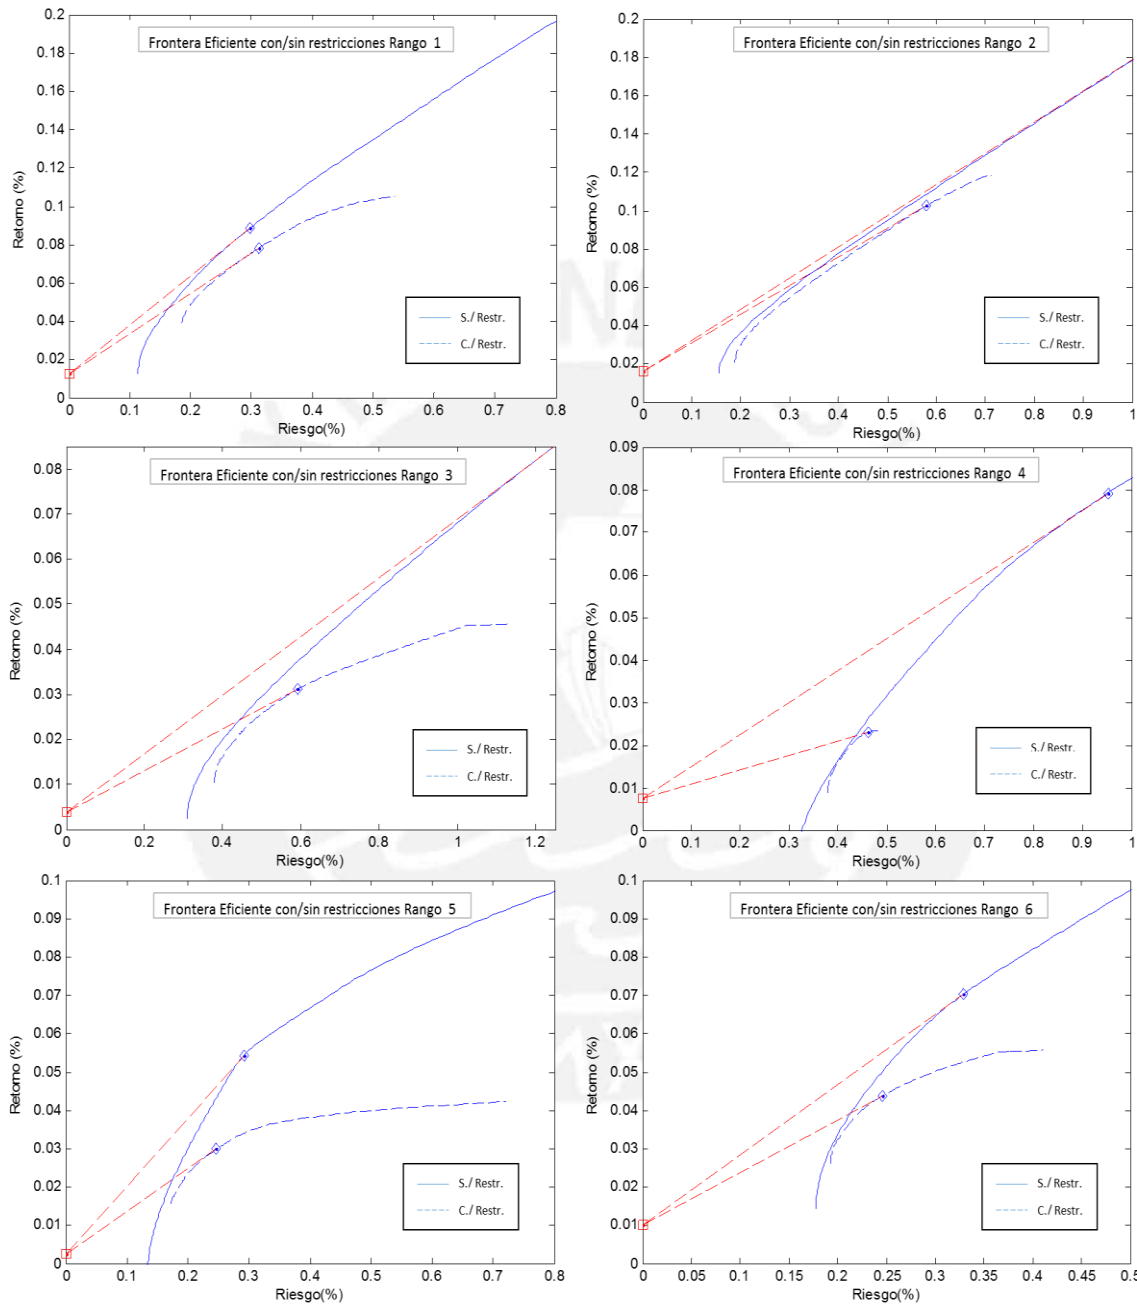 0.2
0.18
0.16
0.14
0.12
0.1
0.08
0.06
0.04
0.02
0
Retorno (%)
Frontera Eficiente con/sin restricciones Rango 1
S./ Restr.
C./ Restr.
0 0.1 0.2 0.3 0.4 0.5 0.6 0.7 0.8
Riesgo(%)
0.2
0.18
0.16
0.14
0.12
0.1
0.08
0.06
0.04
0.02
0
Retorno (%)
Frontera Eficiente con/sin restricciones Rango 2
S./ Restr.
C./ Restr.
0 0.1 0.2 0.3 0.4 0.5 0.6 0.7 0.8 0.9 1
Riesgo(%)
0.08
0.07
0.06
0.05
0.04
0.03
0.02
0.01
0
Retorno (%)
Frontera Eficiente con/sin restricciones Rango 3
S./ Restr.
C./ Restr.
0 0.2 0.4 0.6 0.8 1 1.2
Riesgo(%)
0.09
0.08
0.07
0.06
0.05
0.04
0.03
0.02
0.01
0
Retorno (%)
Frontera Eficiente con/sin restricciones Rango 4
S./ Restr.
C./ Restr.
0 0.1 0.2 0.3 0.4 0.5 0.6 0.7 0.8 0.9 1
Riesgo(%)
0.1
0.09
0.08
0.07
0.06
0.05
0.04
0.03
0.02
0.01
0
Retorno (%)
Frontera Eficiente con/sin restricciones Rango 5
S./ Restr.
C./ Restr.
0 0.1 0.2 0.3 0.4 0.5 0.6 0.7 0.8
Riesgo(%)
0.1
0.09
0.08
0.07
0.06
0.05
0.04
0.03
0.02
0.01
0
Retorno (%)
Frontera Eficiente con/sin restricciones Rango 6
S./ Restr.
C./ Restr.
0 0.05 0.1 0.15 0.2 0.25 0.3 0.35 0.4 0.45 0.5
Riesgo(%)